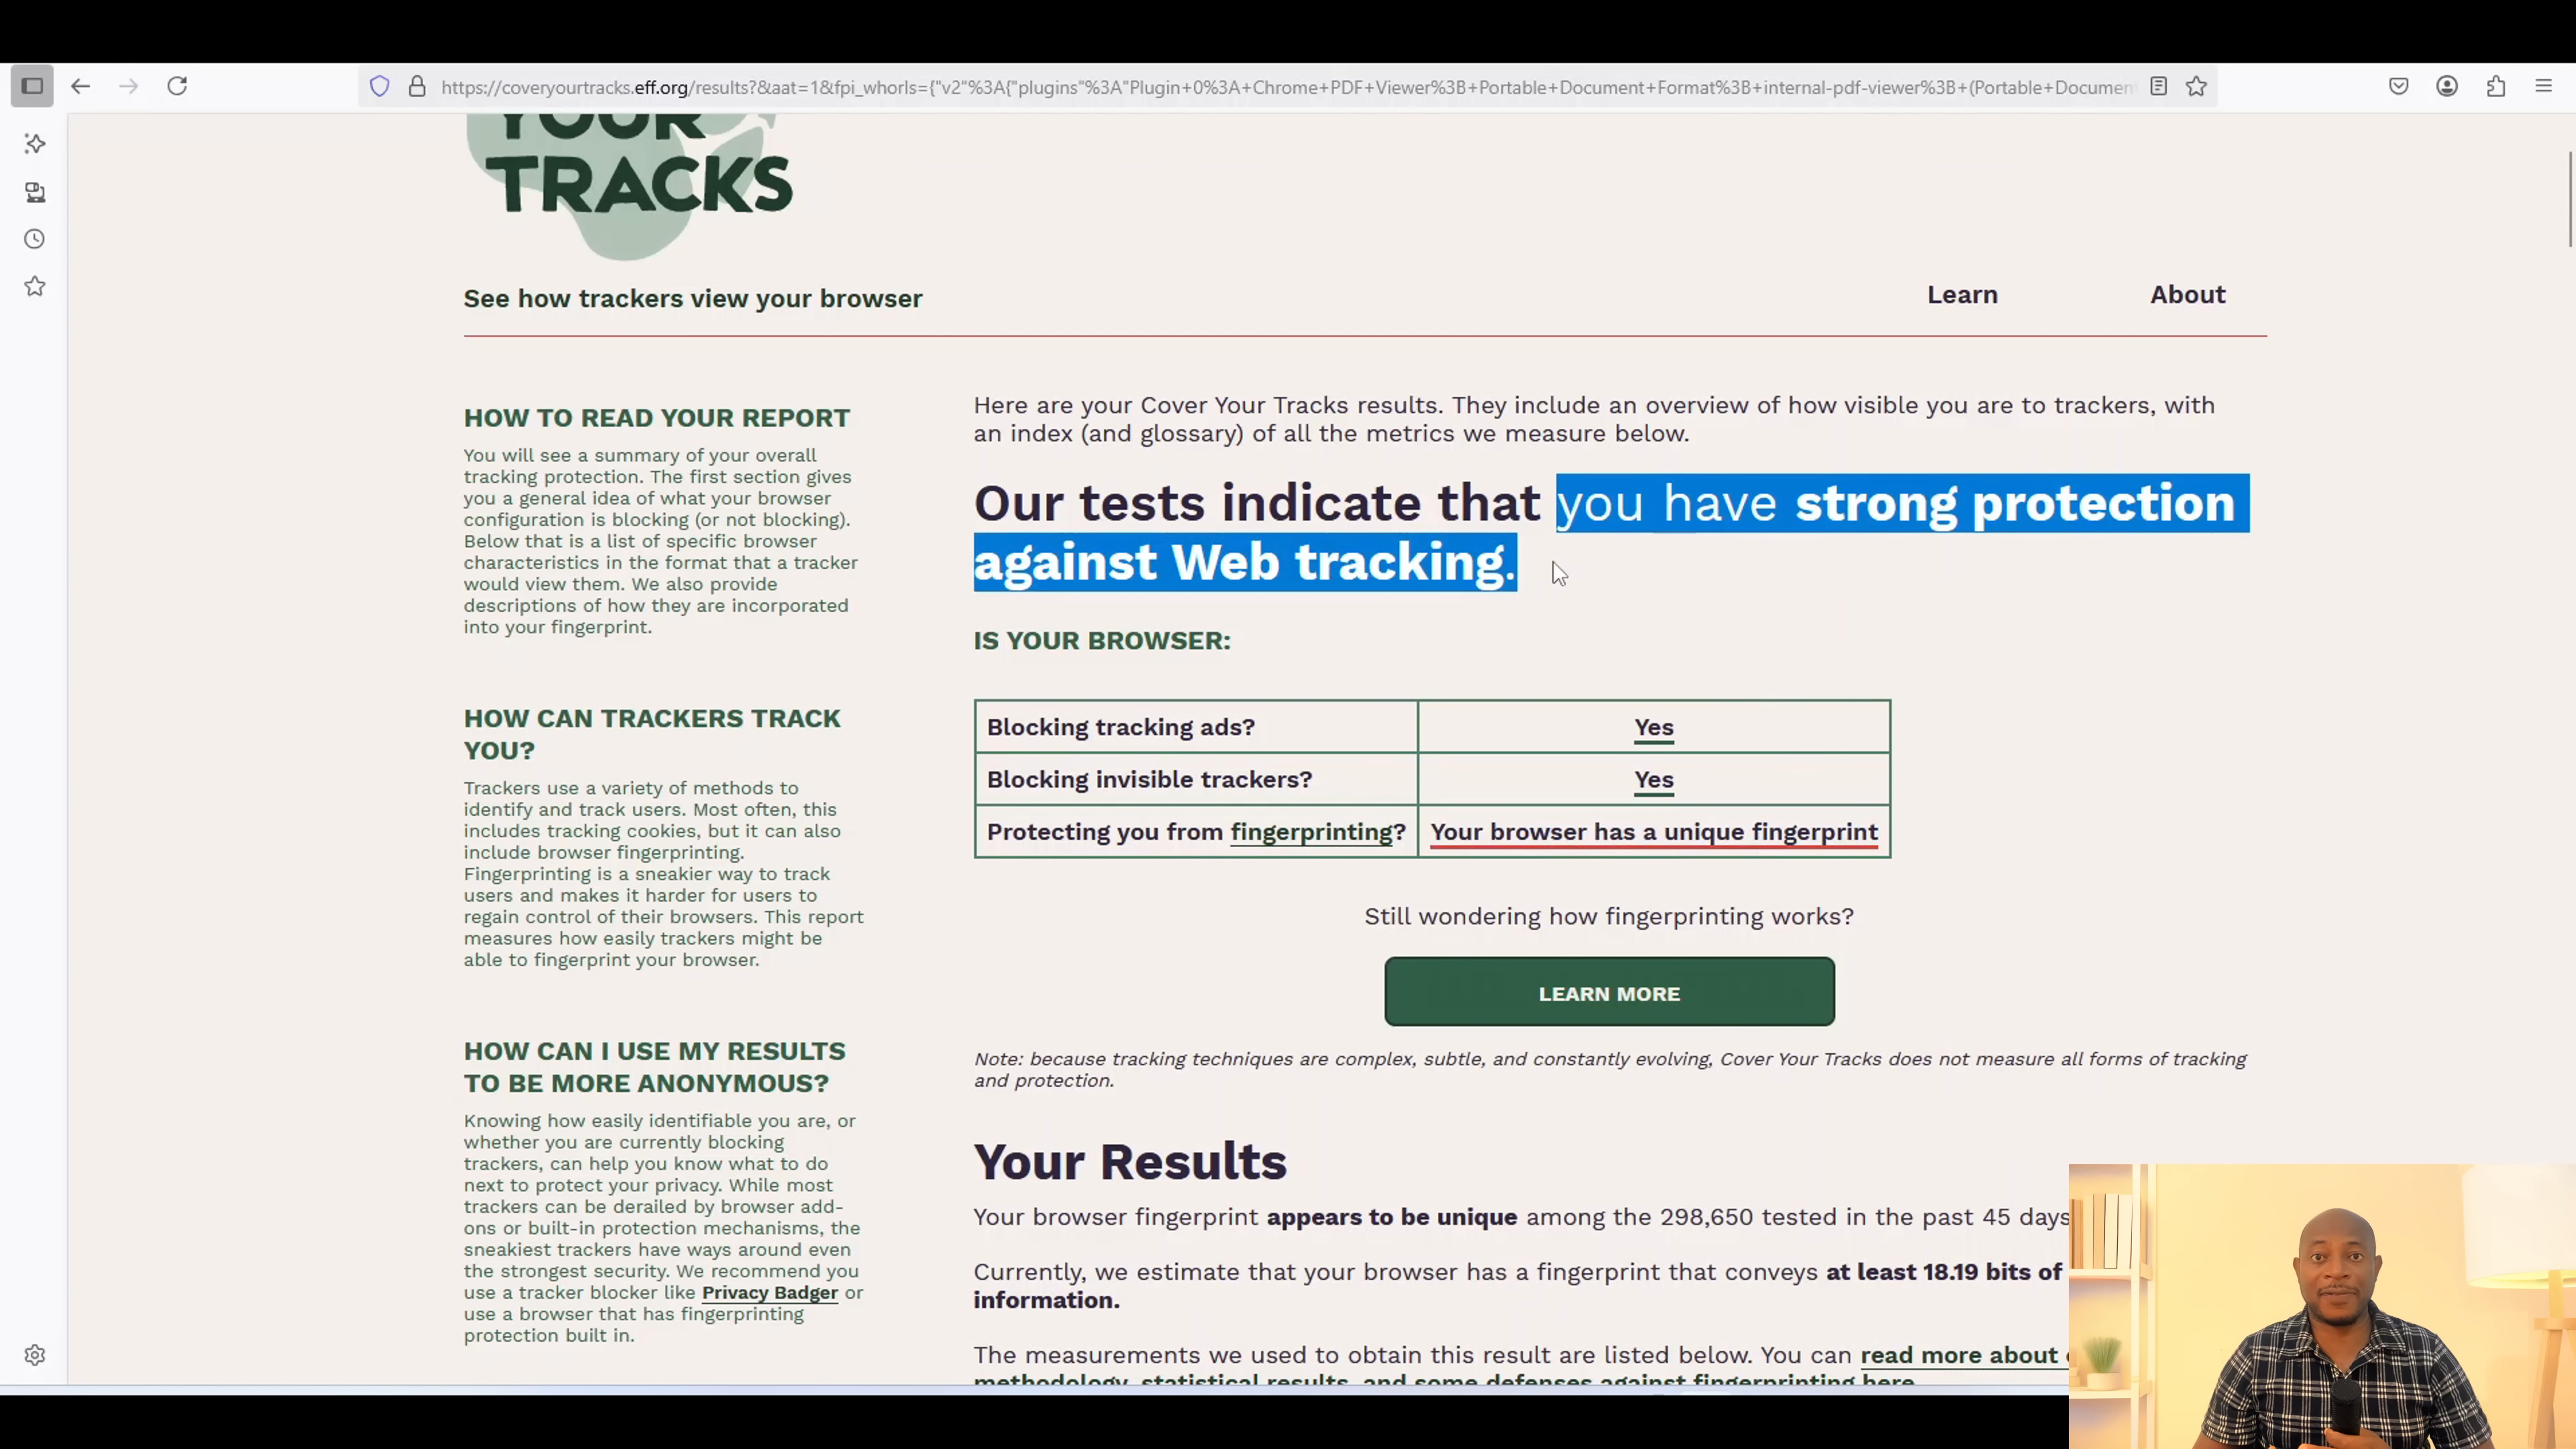 https://coveryourtracks.eff.org/results?&aat=1&fpi_whorls={"v2"%3A{"plugins"%3A"Plugin+0%3A+Chrome+PDF+Viewer%3B+Portable+Document+Format%3B+internal-pdf-viewer%3B+(Portable+Documen
YOUR
TRACKS
See how trackers view your browser
Learn
About
HOW TO READ YOUR REPORT
You will see a summary of your overall
tracking protection. The first section gives
you a general idea of what your browser
configuration is blocking (or not blocking).
Below that is a list of specific browser
characteristics in the format that a tracker
would view them. We also provide
descriptions of how they are incorporated
into your fingerprint.
HOW CAN TRACKERS TRACK
YOU?
Trackers use a variety of methods to
identify and track users. Most often, this
includes tracking cookies, but it can also
include browser fingerprinting.
Fingerprinting is a sneakier way to track
users and makes it harder for users to
regain control of their browsers. This report
measures how easily trackers might be
able to fingerprint your browser.
HOW CAN I USE MY RESULTS
TO BE MORE ANONYMOUS?
Knowing how easily identifiable you are, or
whether you are currently blocking
trackers, can help you know what to do
next to protect your privacy. While most
trackers can be derailed by browser add-
ons or built-in protection mechanisms, the
sneakiest trackers have ways around even
the strongest security. We recommend you
use a tracker blocker like Privacy Badger or
use a browser that has fingerprinting
protection built in.
Here are your Cover Your Tracks results. They include an overview of how visible you are to trackers, with
an index (and glossary) of all the metrics we measure below.
Our tests indicate that you have strong protection
against Web tracking.
IS YOUR BROWSER:
Blocking tracking ads? Yes
Blocking invisible trackers? Yes
Protecting you from fingerprinting? Your browser has a unique fingerprint
Still wondering how fingerprinting works?
LEARN MORE
Note: because tracking techniques are complex, subtle, and constantly evolving, Cover Your Tracks does not measure all forms of tracking
and protection.
Your Results
Your browser fingerprint appears to be unique among the 298,650 tested in the past 45 days
Currently, we estimate that your browser has a fingerprint that conveys at least 18.19 bits of
information.
The measurements we used to obtain this result are listed below. You can read more about
methodology, statistical results, and some defenses against fingerprinting here.